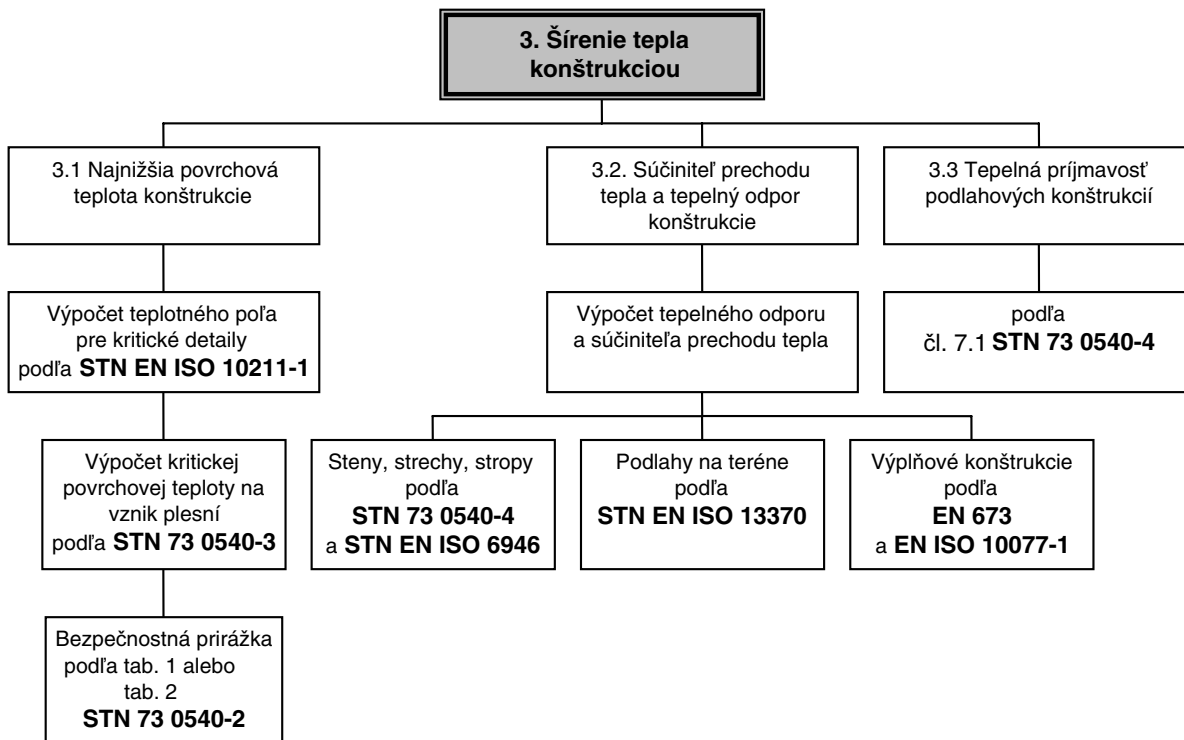 3. Šírenie tepla
konštrukciou
3.1 Najnižšia povrchová
teplota konštrukcie
3.2. Súčiniteľ prechodu
tepla a tepelný odpor
konštrukcie
3.3 Tepelná príjmavosť
podlahových konštrukcií
Výpočet teplotného poľa
pre kritické detaily
podľa STN EN ISO 10211-1
Výpočet tepelného odporu
a súčiniteľa prechodu tepla
podľa
čl. 7.1 STN 73 0540-4
Výpočet kritickej
povrchovej teploty na
vznik plesní
podľa STN 73 0540-3
Steny, strechy, stropy
podľa
STN 73 0540-4
a STN EN ISO 6946
Podlahy na teréne
podľa
STN EN ISO 13370
Výplňové konštrukcie
podľa
EN 673
a EN ISO 10077-1
Bezpečnostná prirážka
podľa tab. 1 alebo
tab. 2
STN 73 0540-2